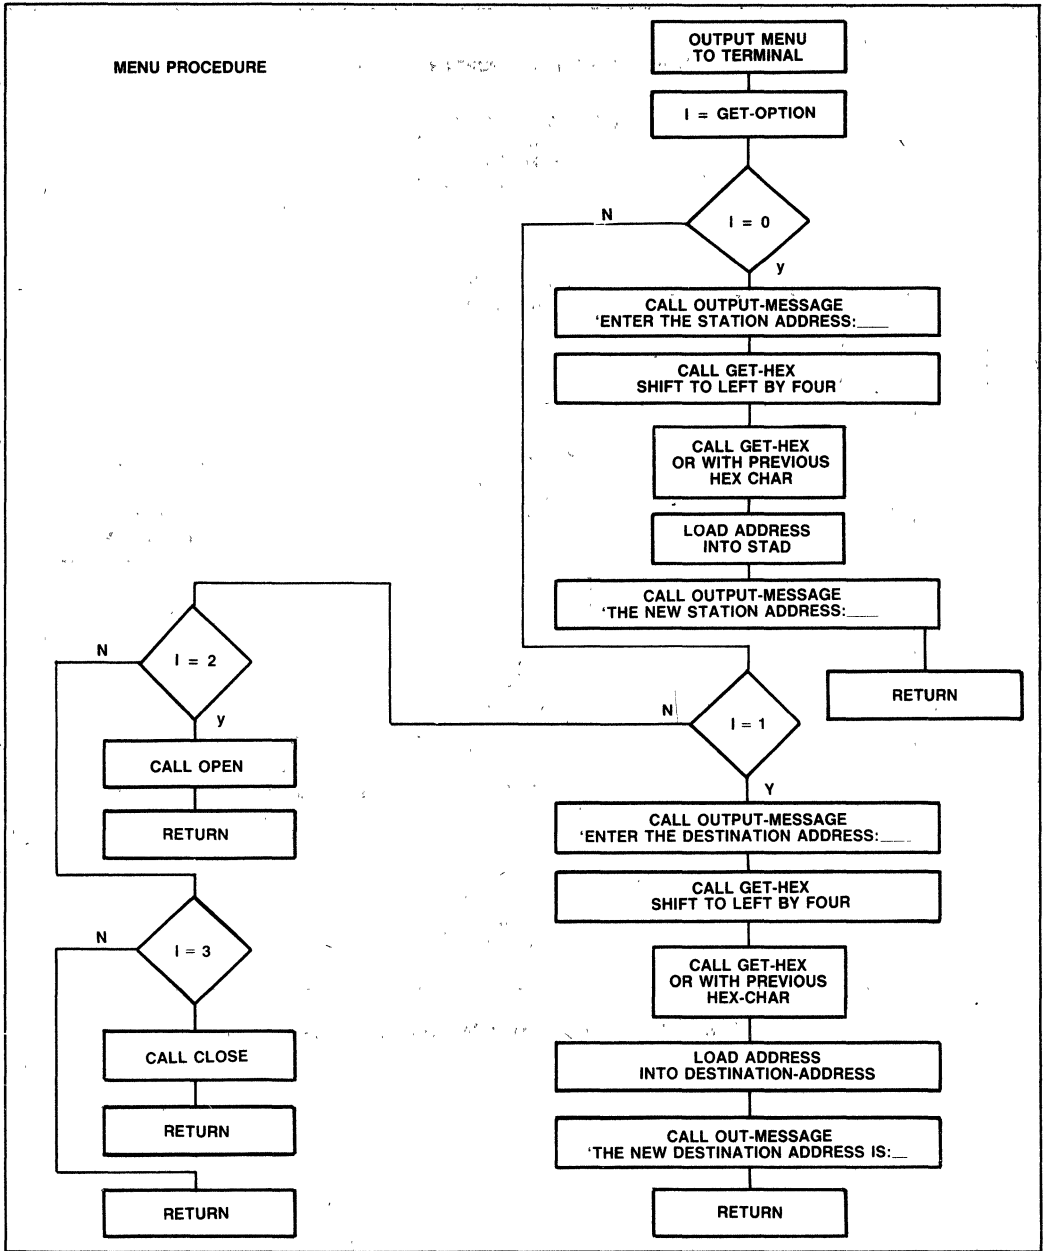 MENU PROCEDURE
OUTPUT MENU
TO TERMINAL
I = GET-OPTION
I = 0
N
y
CALL OUTPUT-MESSAGE
'ENTER THE STATION ADDRESS:___
CALL GET-HEX
SHIFT TO LEFT BY FOUR
CALL GET-HEX
OR WITH PREVIOUS
HEX CHAR
LOAD ADDRESS
INTO STAD
CALL OUTPUT-MESSAGE
'THE NEW STATION ADDRESS:___
RETURN
I = 1
N
Y
CALL OUTPUT-MESSAGE
'ENTER THE DESTINATION ADDRESS:___
CALL GET-HEX
SHIFT TO LEFT BY FOUR
CALL GET-HEX
OR WITH PREVIOUS
HEX-CHAR
LOAD ADDRESS
INTO DESTINATION-ADDRESS
CALL OUT-MESSAGE
'THE NEW DESTINATION ADDRESS IS:__
RETURN
I = 2
N
y
CALL OPEN
RETURN
I = 3
N
CALL CLOSE
RETURN
RETURN